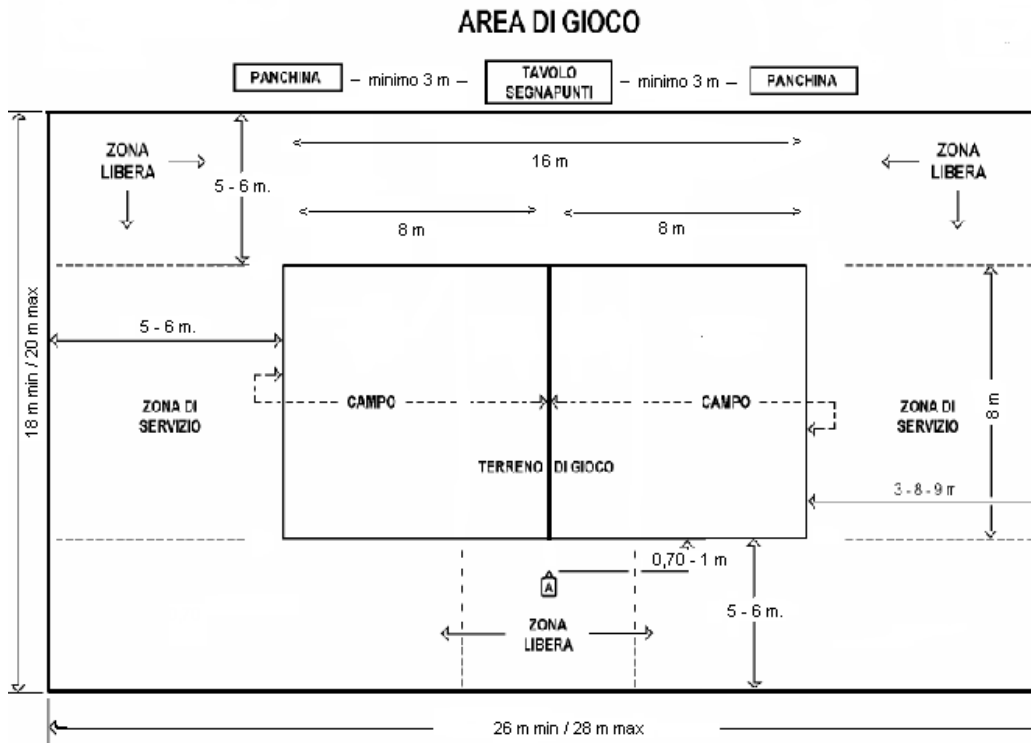 AREA DI GIOCO
PANCHINA
– minimo 3 m –
TAVOLO
SEGNAPUNTI
– minimo 3 m –
PANCHINA
ZONA
LIBERA
5 - 6 m.
16 m
ZONA
LIBERA
8 m
8 m
18 m min / 20 m max
5 - 6 m.
CAMPO
CAMPO
ZONA DI
SERVIZIO
ZONA DI
SERVIZIO
8 m
TERRENO DI GIOCO
3 - 8 - 9 m
0,70 - 1 m
A
5 - 6 m.
ZONA
LIBERA
26 m min / 28 m max